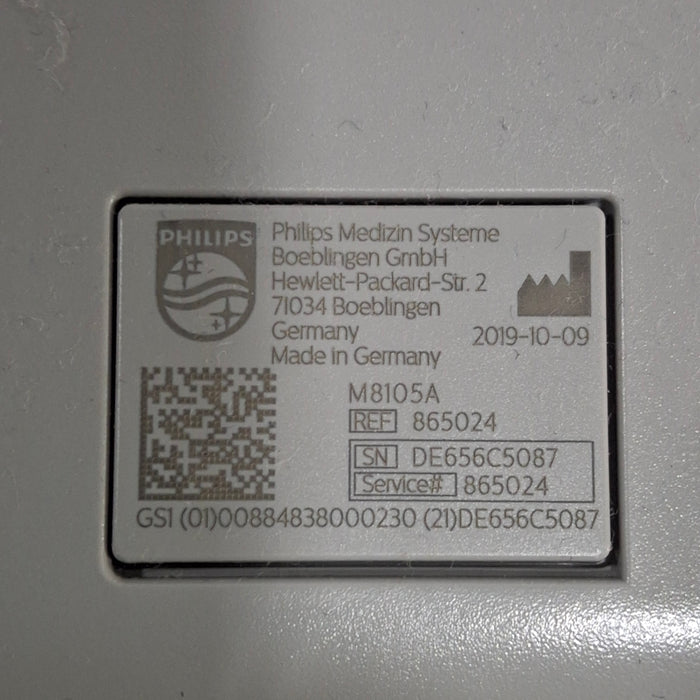 PHILIPS
Philips Medizin Systeme
Boeblingen GmbH
Hewlett-Packard-Str. 2
71034 Boeblingen
Germany
Made in Germany
2019-10-09
M8105A
REF 865024
SN DE656C5087
Service# 865024
GS1 (01)00884838000230 (21)DE656C5087